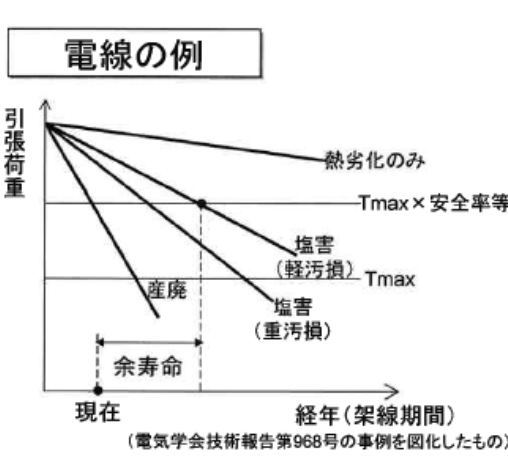 電線の例
引張荷重
熱劣化のみ
Tmax×安全率等
塩害
(軽汚損)
Tmax
産廃
塩害
(重汚損)
余寿命
現在
経年(架線期間)
(電気学会技術報告第968号の事例を図化したもの)